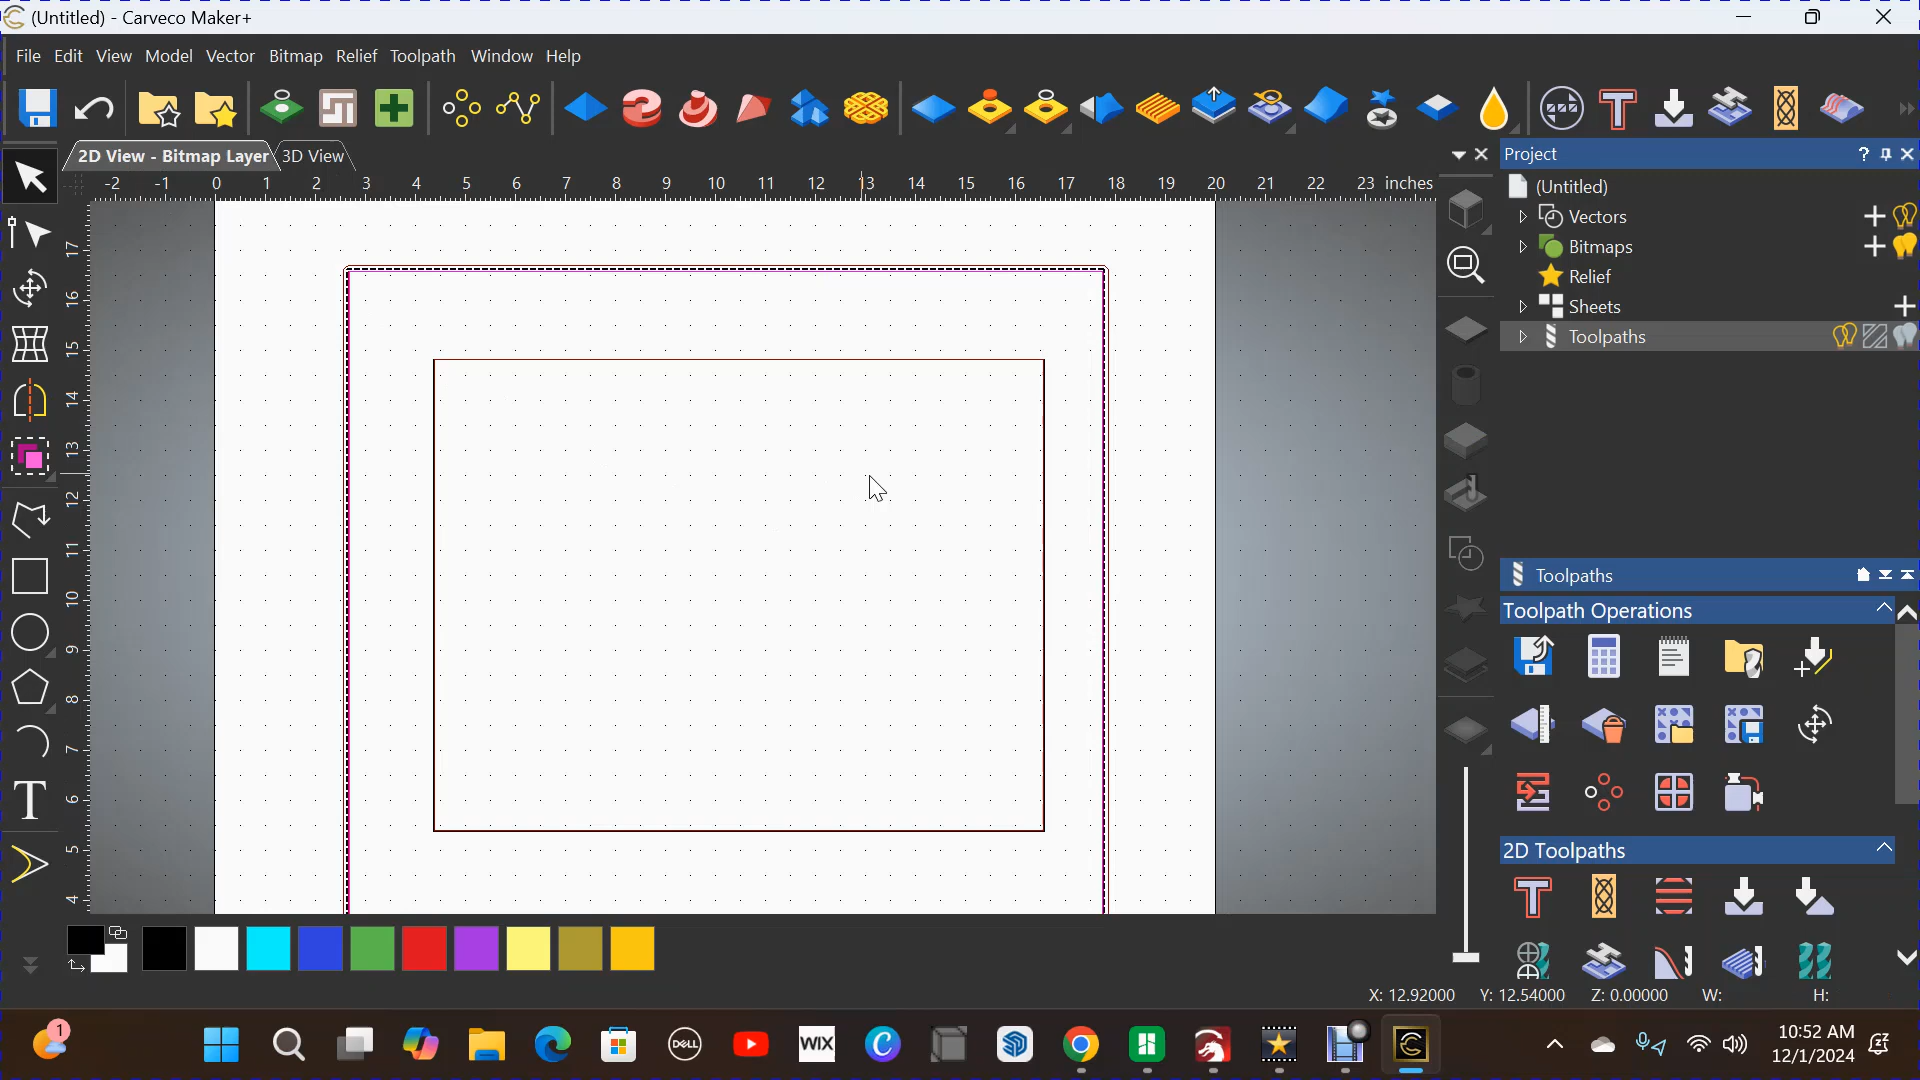 (Untitled) - Carveco Maker+
File Edit View Model Vector Bitmap Relief Toolpath Window Help
2D View - Bitmap Layer 3D View
Project
-2 -1 0 1 2 3 4 5 6 7 8 9 10 11 12 13 14 15 16 17 18 19 20 21 22 23 inches
(Untitled)
Vectors
Bitmaps
Relief
Sheets
Toolpaths
17
16
15
14
13
12
11
10
9
8
7
6
5
4
Toolpaths
Toolpath Operations
2D Toolpaths
X: 12.92000 Y: 12.54000 Z: 0.00000 W: H:
1
DELL
WIX
10:52 AM
12/1/2024